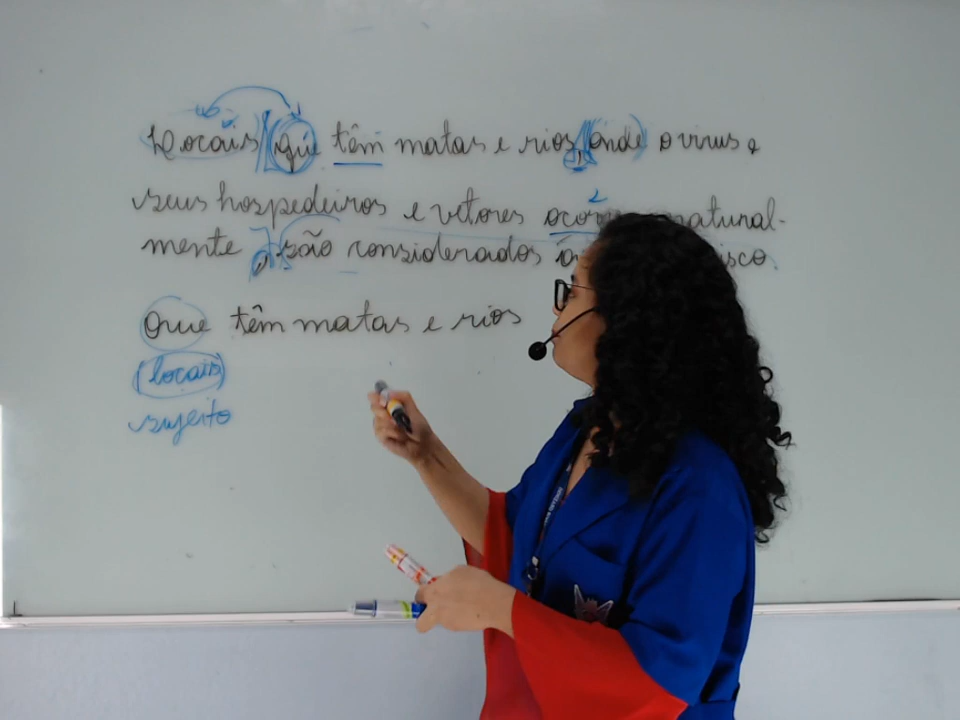 Locais que têm matas e rios, onde o vírus e
seus hospedeiros e vetores natural-
mente, são considerados
Que têm matas e rios
(locais)
sujeito